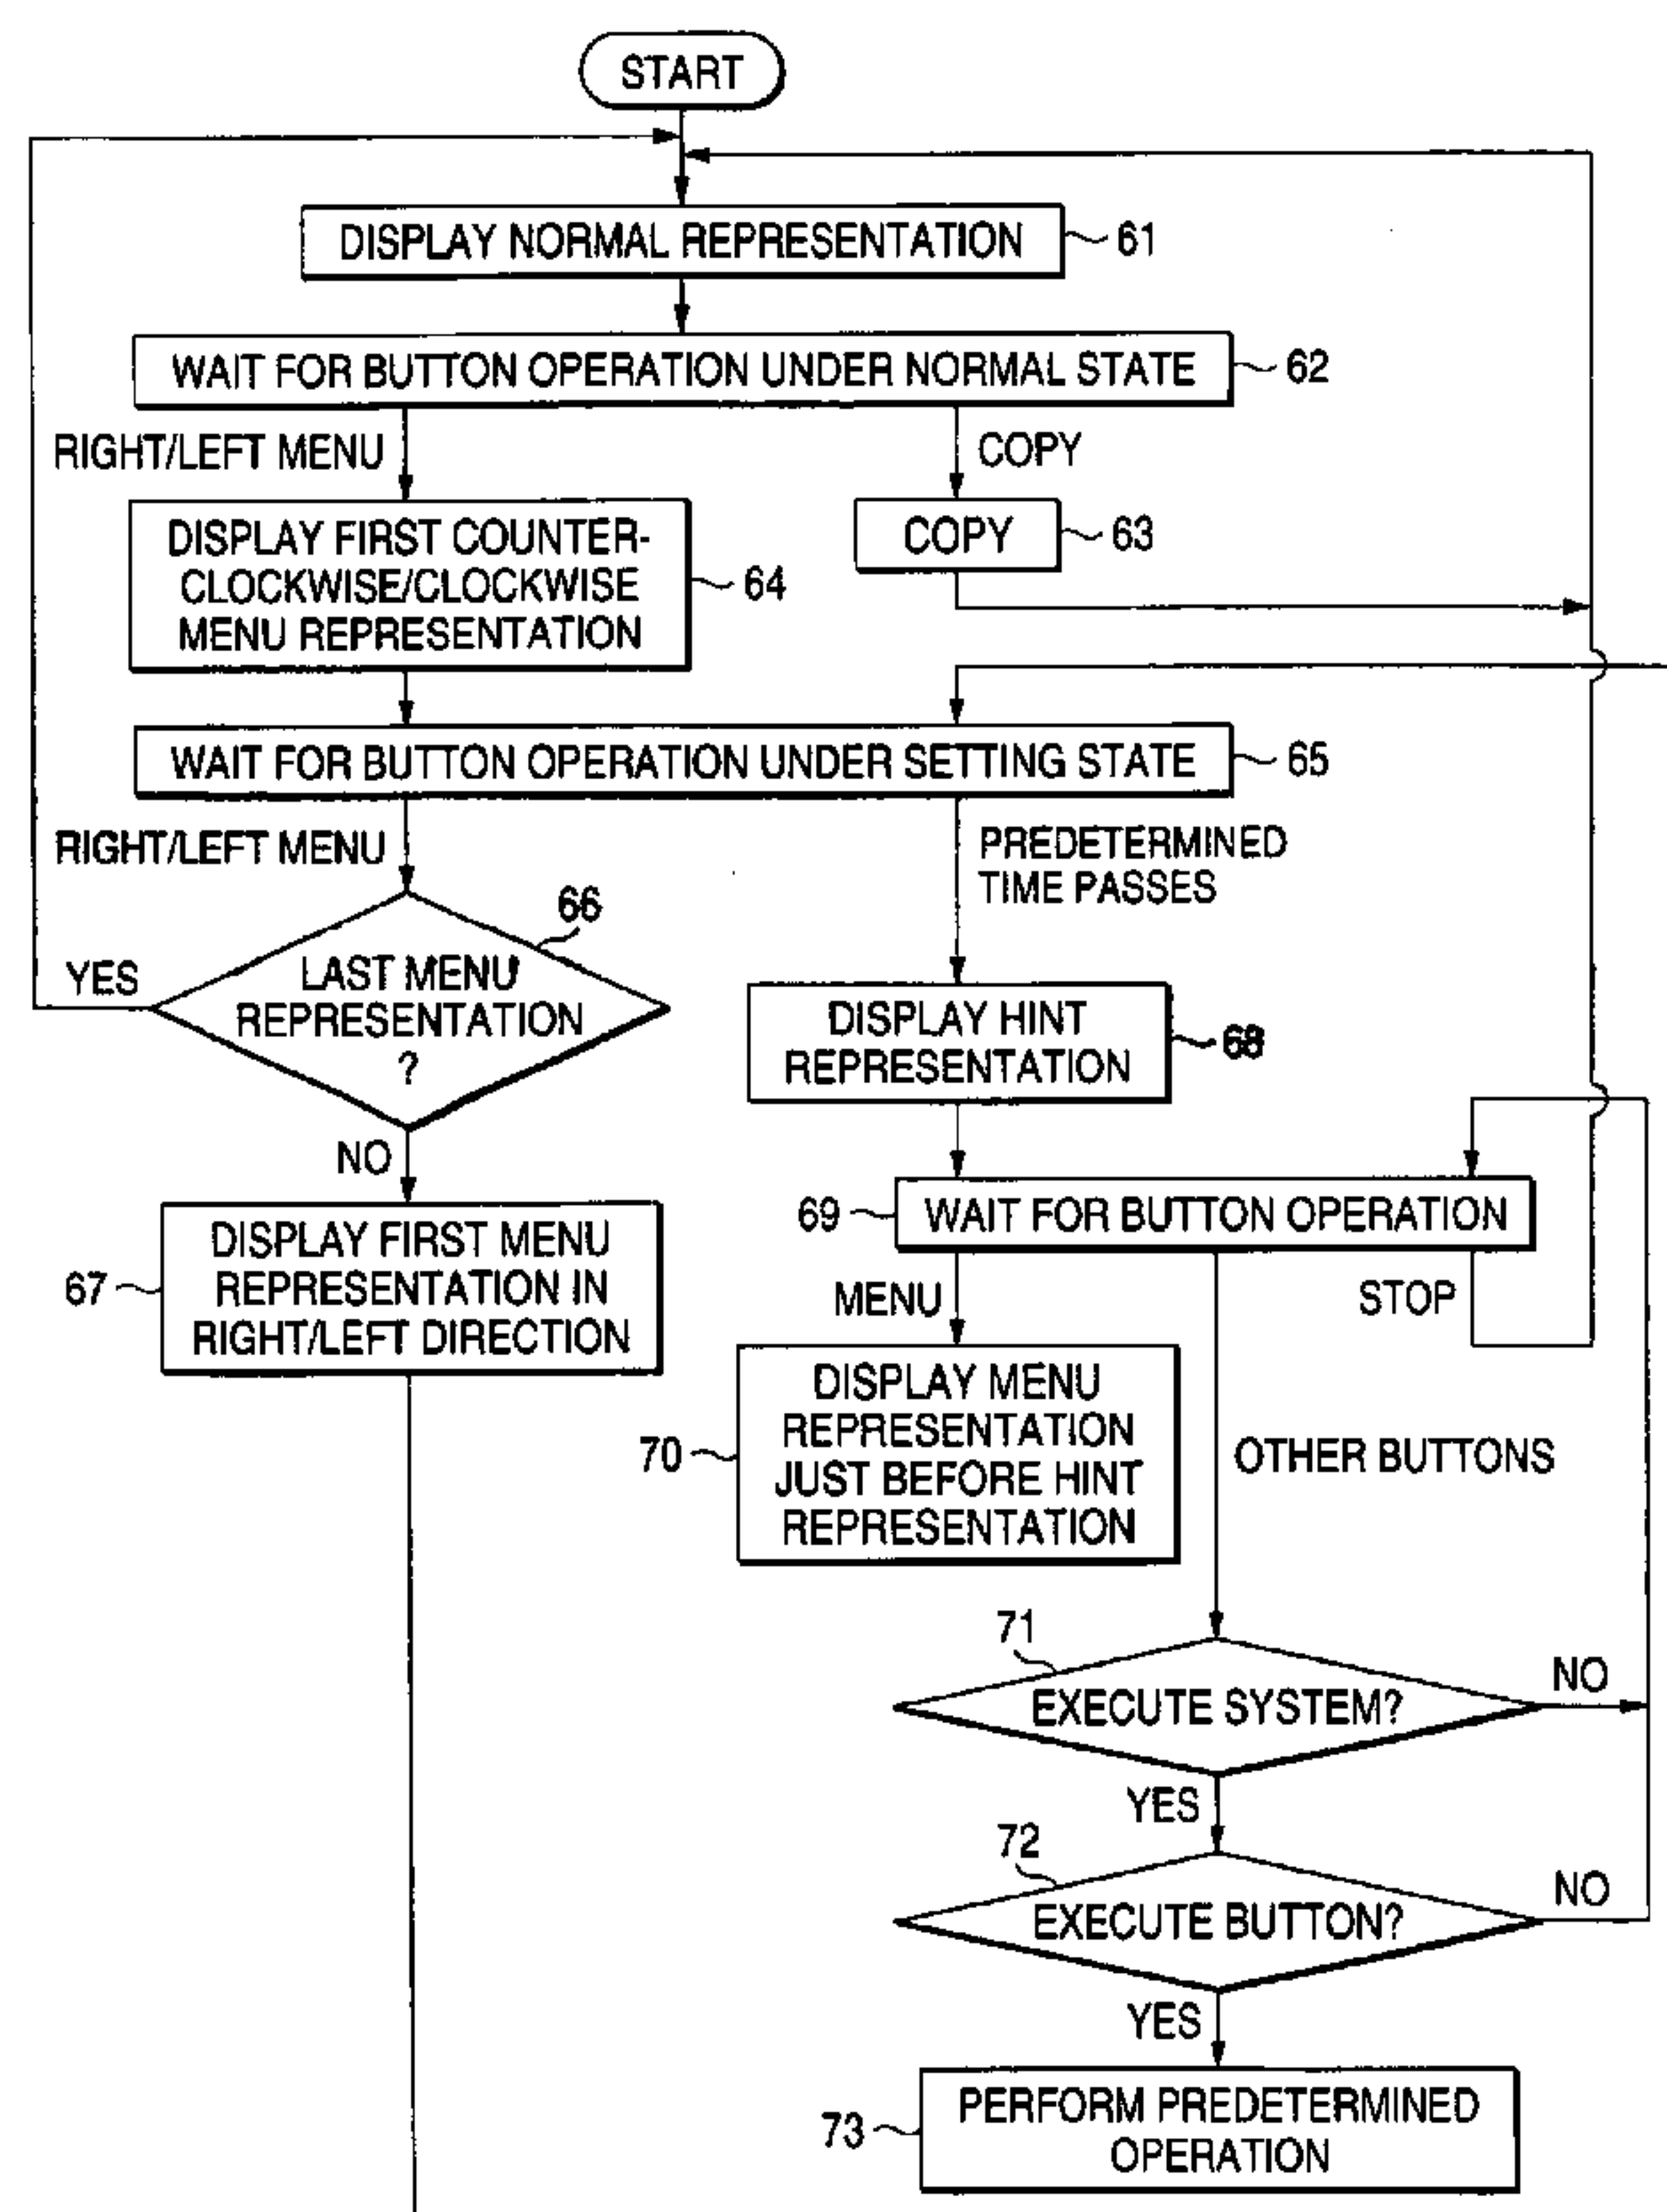 START
DISPLAY NORMAL REPRESENTATION
61
WAIT FOR BUTTON OPERATION UNDER NORMAL STATE
62
RIGHT/LEFT MENU
COPY
DISPLAY FIRST COUNTER-
CLOCKWISE/CLOCKWISE
MENU REPRESENTATION
64
COPY
63
WAIT FOR BUTTON OPERATION UNDER SETTING STATE
65
RIGHT/LEFT MENU
PREDETERMINED
TIME PASSES
66
YES
LAST MENU
REPRESENTATION
?
DISPLAY HINT
REPRESENTATION
68
NO
69
WAIT FOR BUTTON OPERATION
67
DISPLAY FIRST MENU
REPRESENTATION IN
RIGHT/LEFT DIRECTION
MENU
STOP
70
DISPLAY MENU
REPRESENTATION
JUST BEFORE HINT
REPRESENTATION
OTHER BUTTONS
71
EXECUTE SYSTEM?
NO
YES
72
EXECUTE BUTTON?
NO
YES
73
PERFORM PREDETERMINED
OPERATION